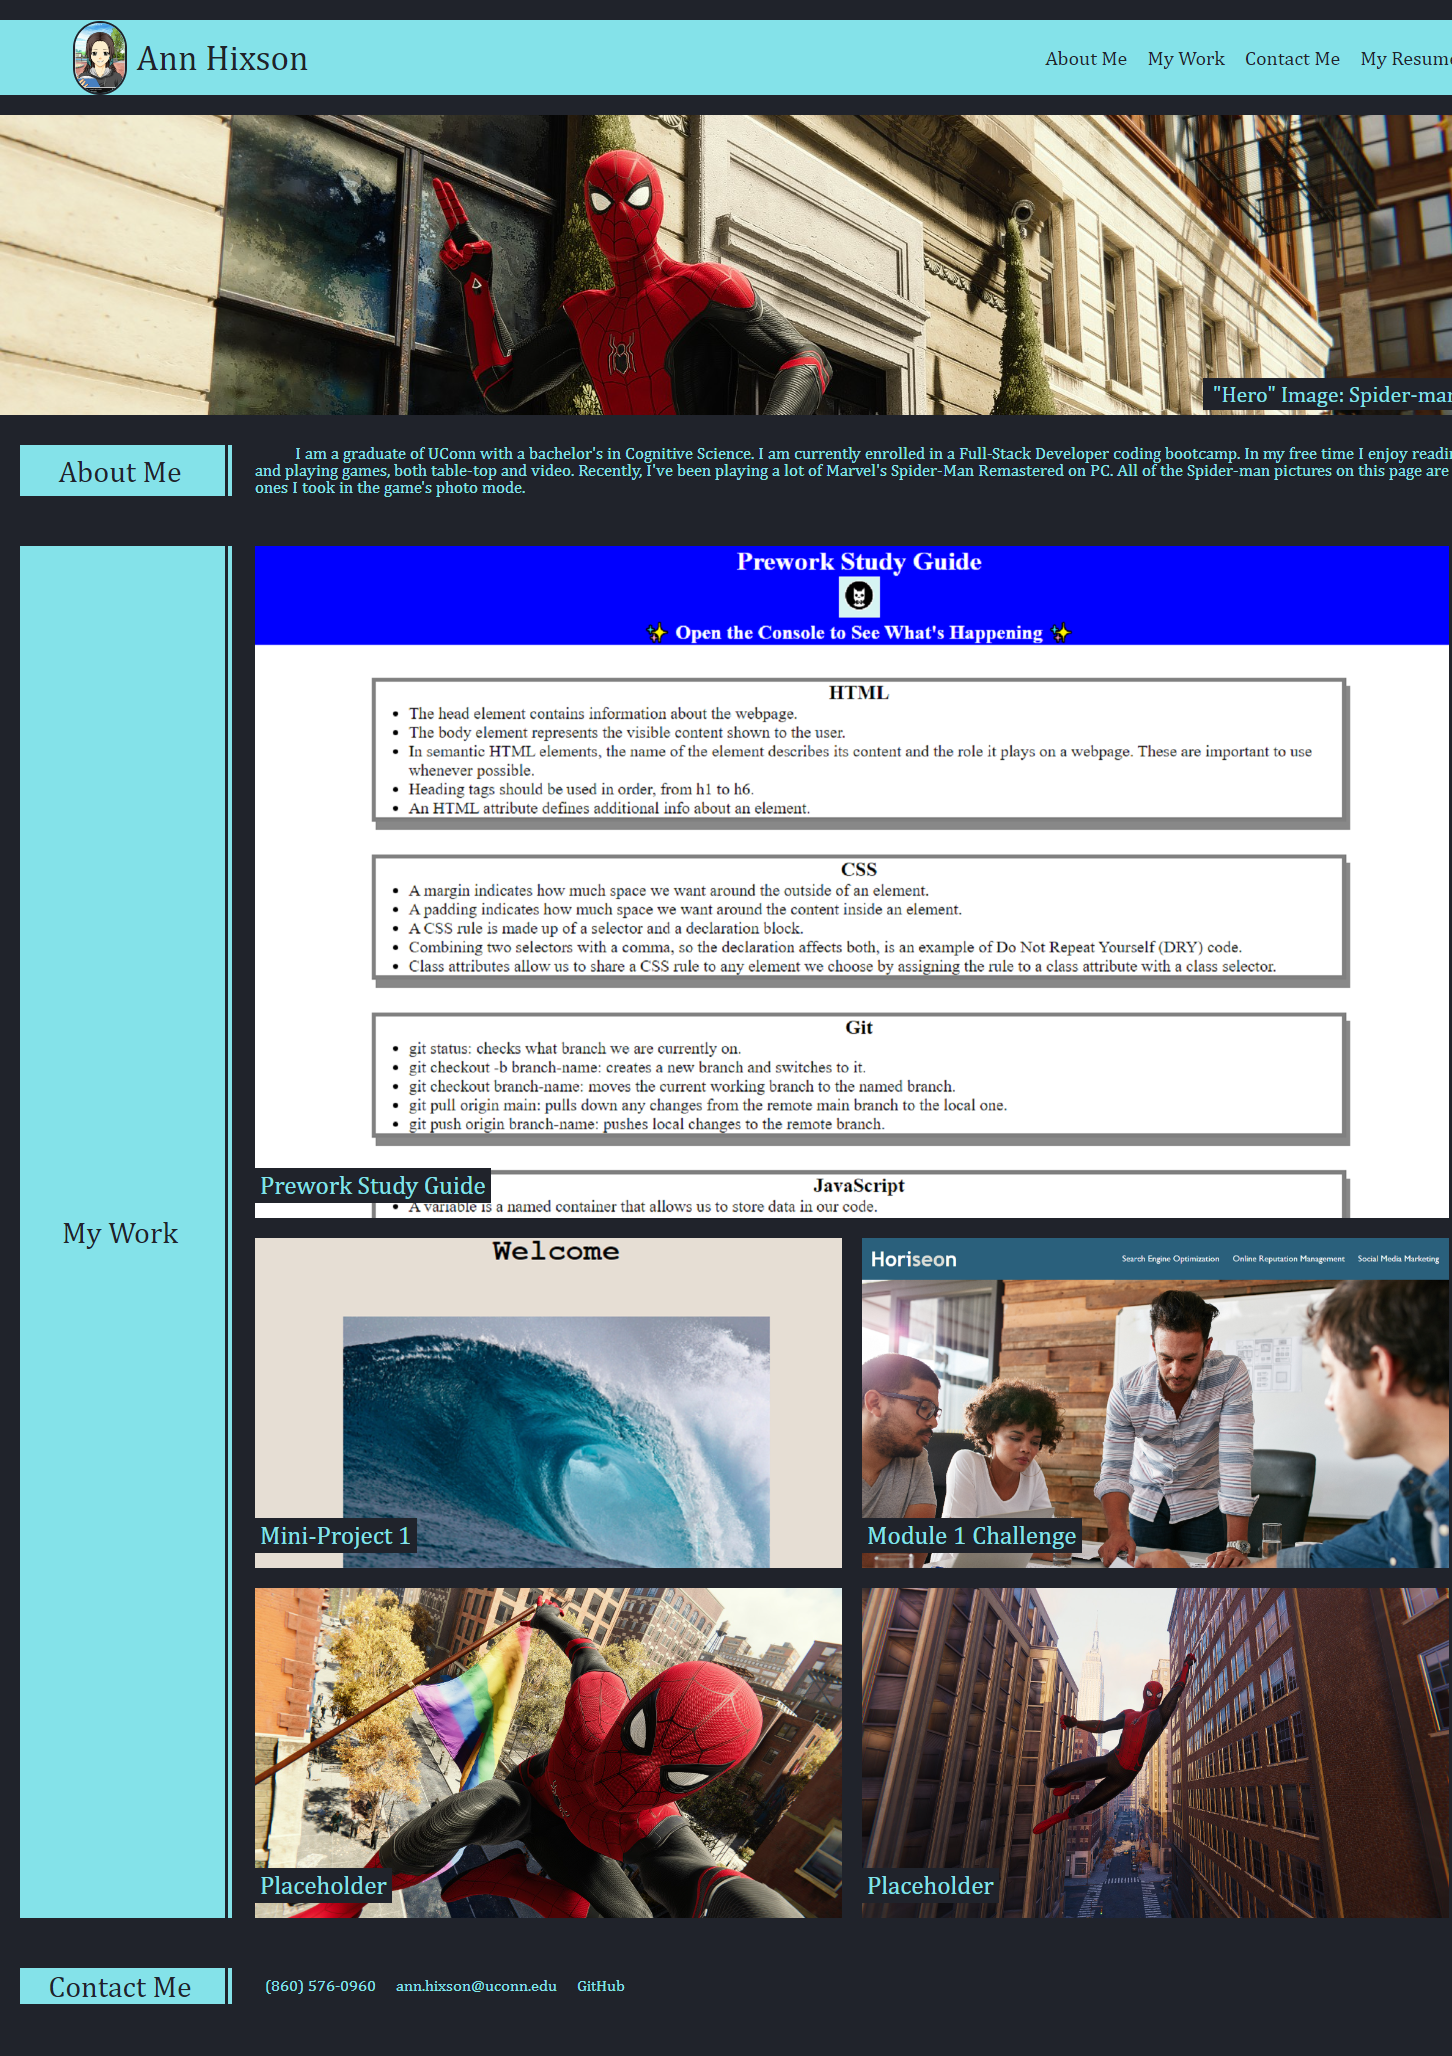 Ann Hixson
About Me My Work Contact Me My Resume
"Hero" Image: Spider-man
About Me
I am a graduate of UConn with a bachelor's in Cognitive Science. I am currently enrolled in a Full-Stack Developer coding bootcamp. In my free time I enjoy
and playing games, both table-top and video. Recently, I've been playing a lot of Marvel's Spider-Man Remastered on PC. All of the Spider-man pictures on this page are
ones I took in the game's photo mode.
Prework Study Guide
✨ Open the Console to See What's Happening ✨
HTML
• The head element contains information about the webpage.
• The body element represents the visible content shown to the user.
• In semantic HTML elements, the name of the element describes its content and the role it plays on a webpage. These are important to use
whenever possible.
• Heading tags should be used in order, from h1 to h6.
• An HTML attribute defines additional info about an element.
CSS
• A margin indicates how much space we want around the outside of an element.
• A padding indicates how much space we want around the content inside an element.
• A CSS rule is made up of a selector and a declaration block.
• Combining two selectors with a comma, so the declaration affects both, is an example of Do Not Repeat Yourself (DRY) code.
• Class attributes allow us to share a CSS rule to any element we choose by assigning the rule to a class attribute with a class selector.
Git
• git status: checks what branch we are currently on.
• git checkout -b branch-name: creates a new branch and switches to it.
• git checkout branch-name: moves the current working branch to the named branch.
• git pull origin main: pulls down any changes from the remote main branch to the local one.
• git push origin branch-name: pushes local changes to the remote branch.
JavaScript
• A variable is a named container that allows us to store data in our code.
Prework Study Guide
My Work
Welcome
Mini-Project 1
Horiseon
Search Engine Optimization Online Reputation Management Social Media Marketing
Module 1 Challenge
Placeholder
Placeholder
Contact Me
(860) 576-0960 ann.hixson@uconn.edu GitHub